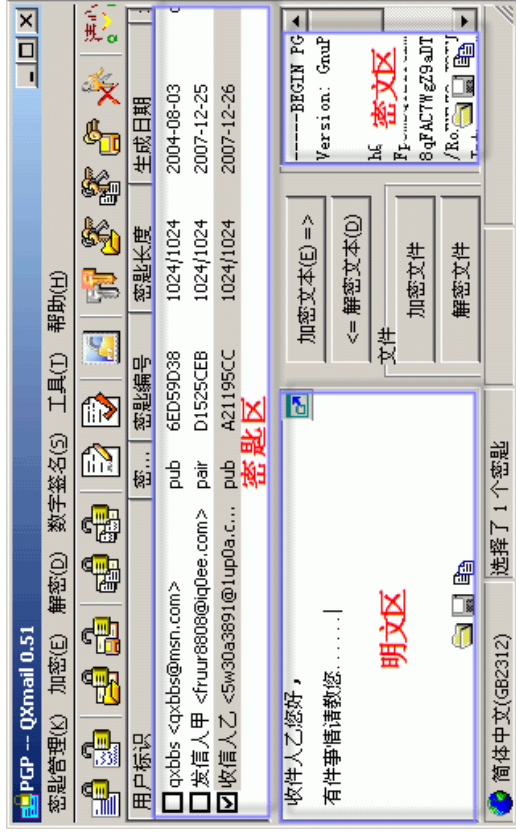 PGP -- QXmail 0.51
密匙管理(K) 加密(E) 解密(D) 数字签名(S) 工具(T) 帮助(H)
用户标识 密... 密匙编号 密匙长度 生成日期
qxbbs <qxbbs@msn.com> pub 6ED59D38 1024/1024 2004-08-03
发信人甲 <fruur8808@iq0ee.com> pair D1525CEB 1024/1024 2007-12-25
收信人乙 <5w30a3891@1up0a.c... pub A21195CC 1024/1024 2007-12-26
密匙区
收件人乙您好，
有件事情请教您.......
明文区
加密文本(E) =>
<= 解密文本(D)
文件
加密文件
解密文件
-----BEGIN PG
Version: GnuP
密文区
8qFACTWgZ9aDT
简体中文(GB2312) 选择了 1 个密匙